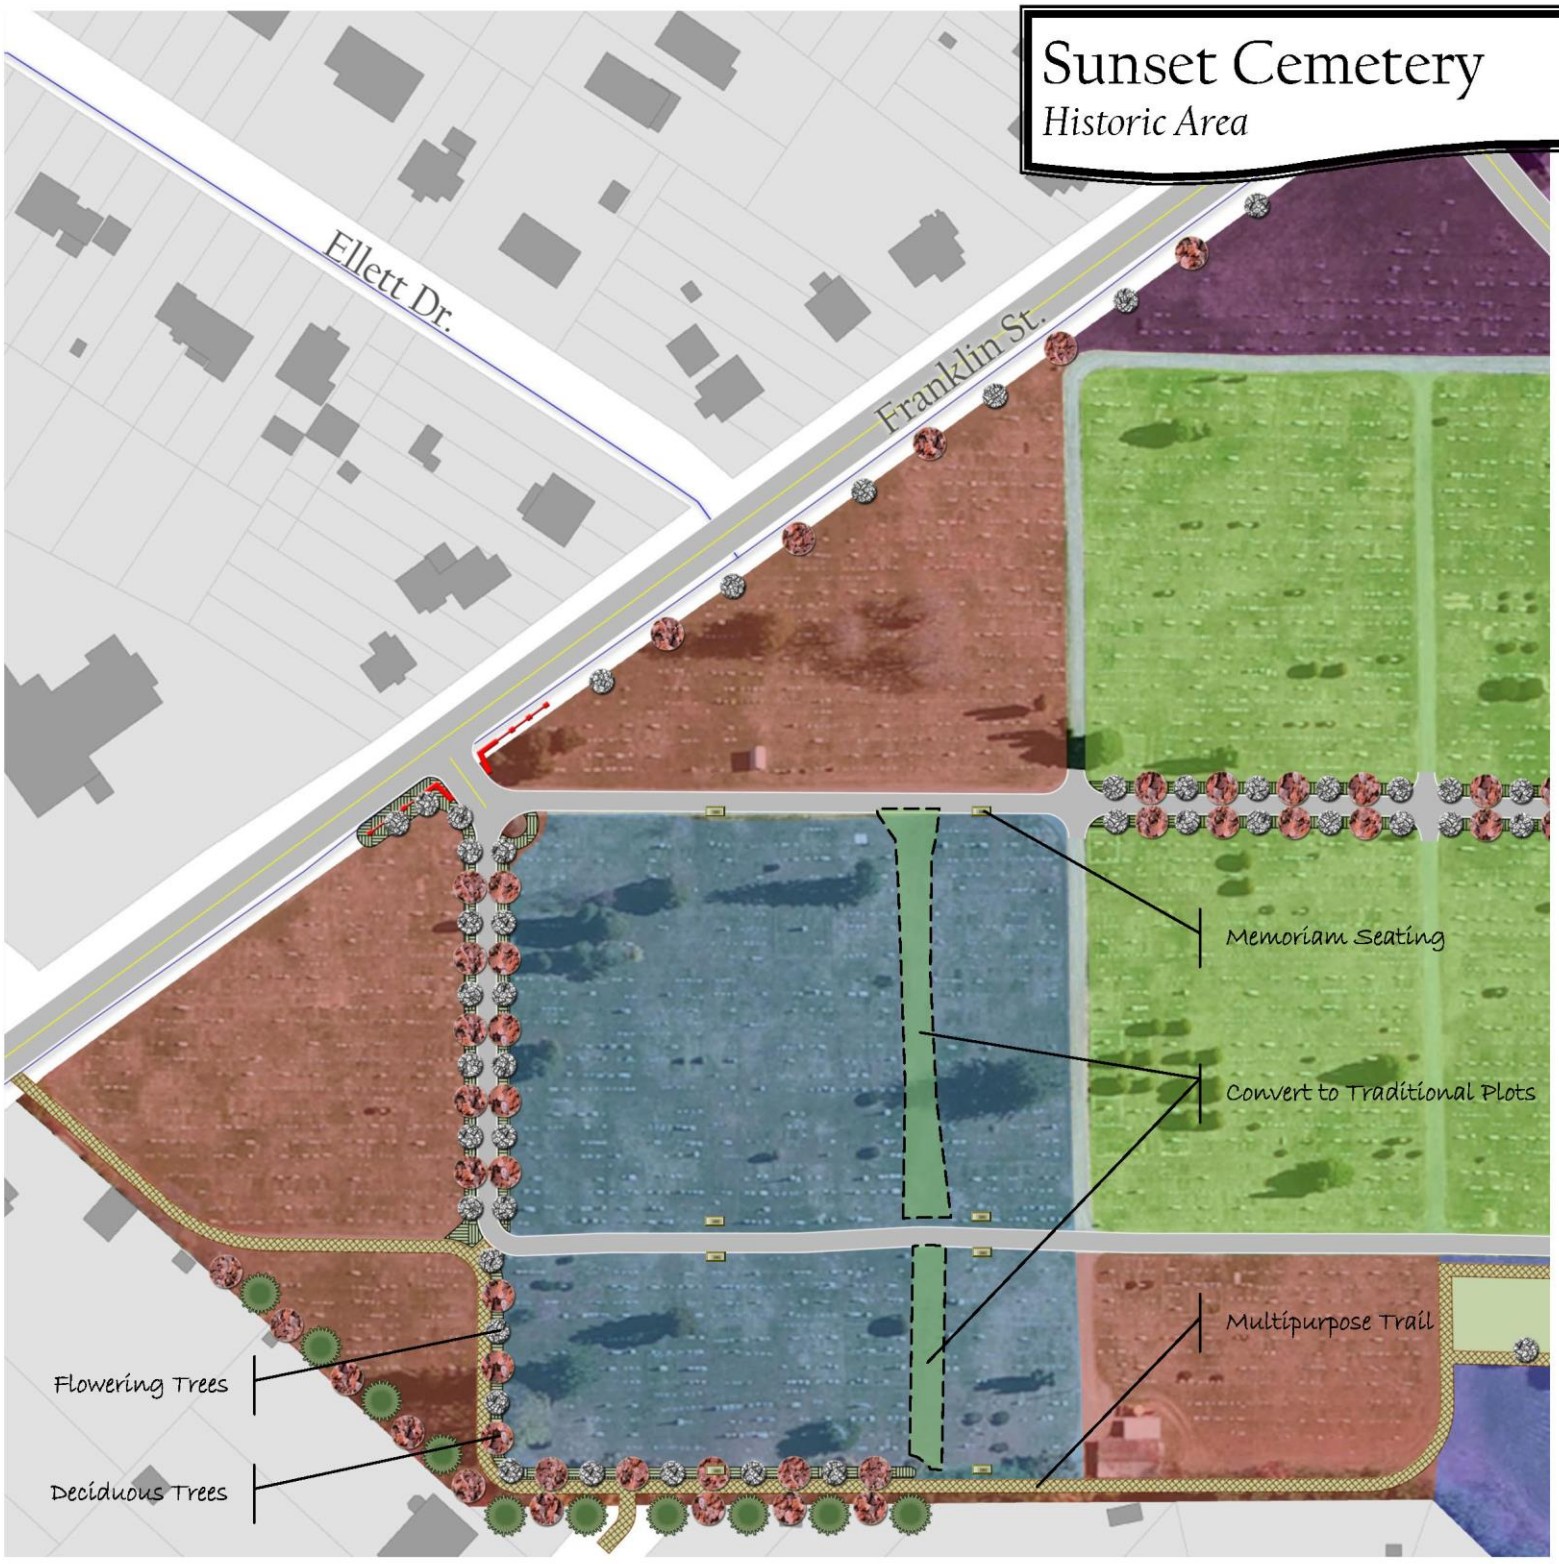 Sunset Cemetery
Historic Area
Ellett Dr.
Franklin St.
Memoriam Seating
Convert to Traditional Plots
Multipurpose Trail
Flowering Trees
Deciduous Trees